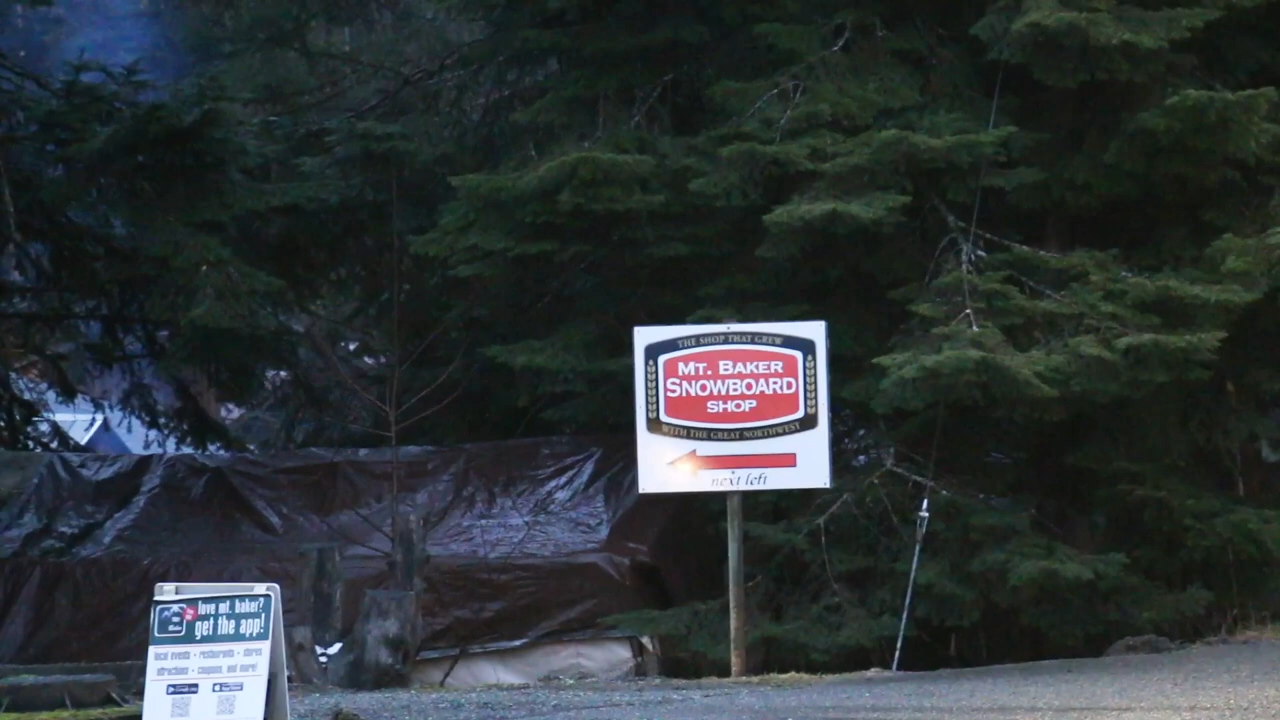 THE SHOP THAT GREW
MT. BAKER
SNOWBOARD
SHOP
WITH THE GREAT NORTHWEST
next left
love mt. baker?
get the app!
local events • restaurants • stores
attractions • coupons, and more!